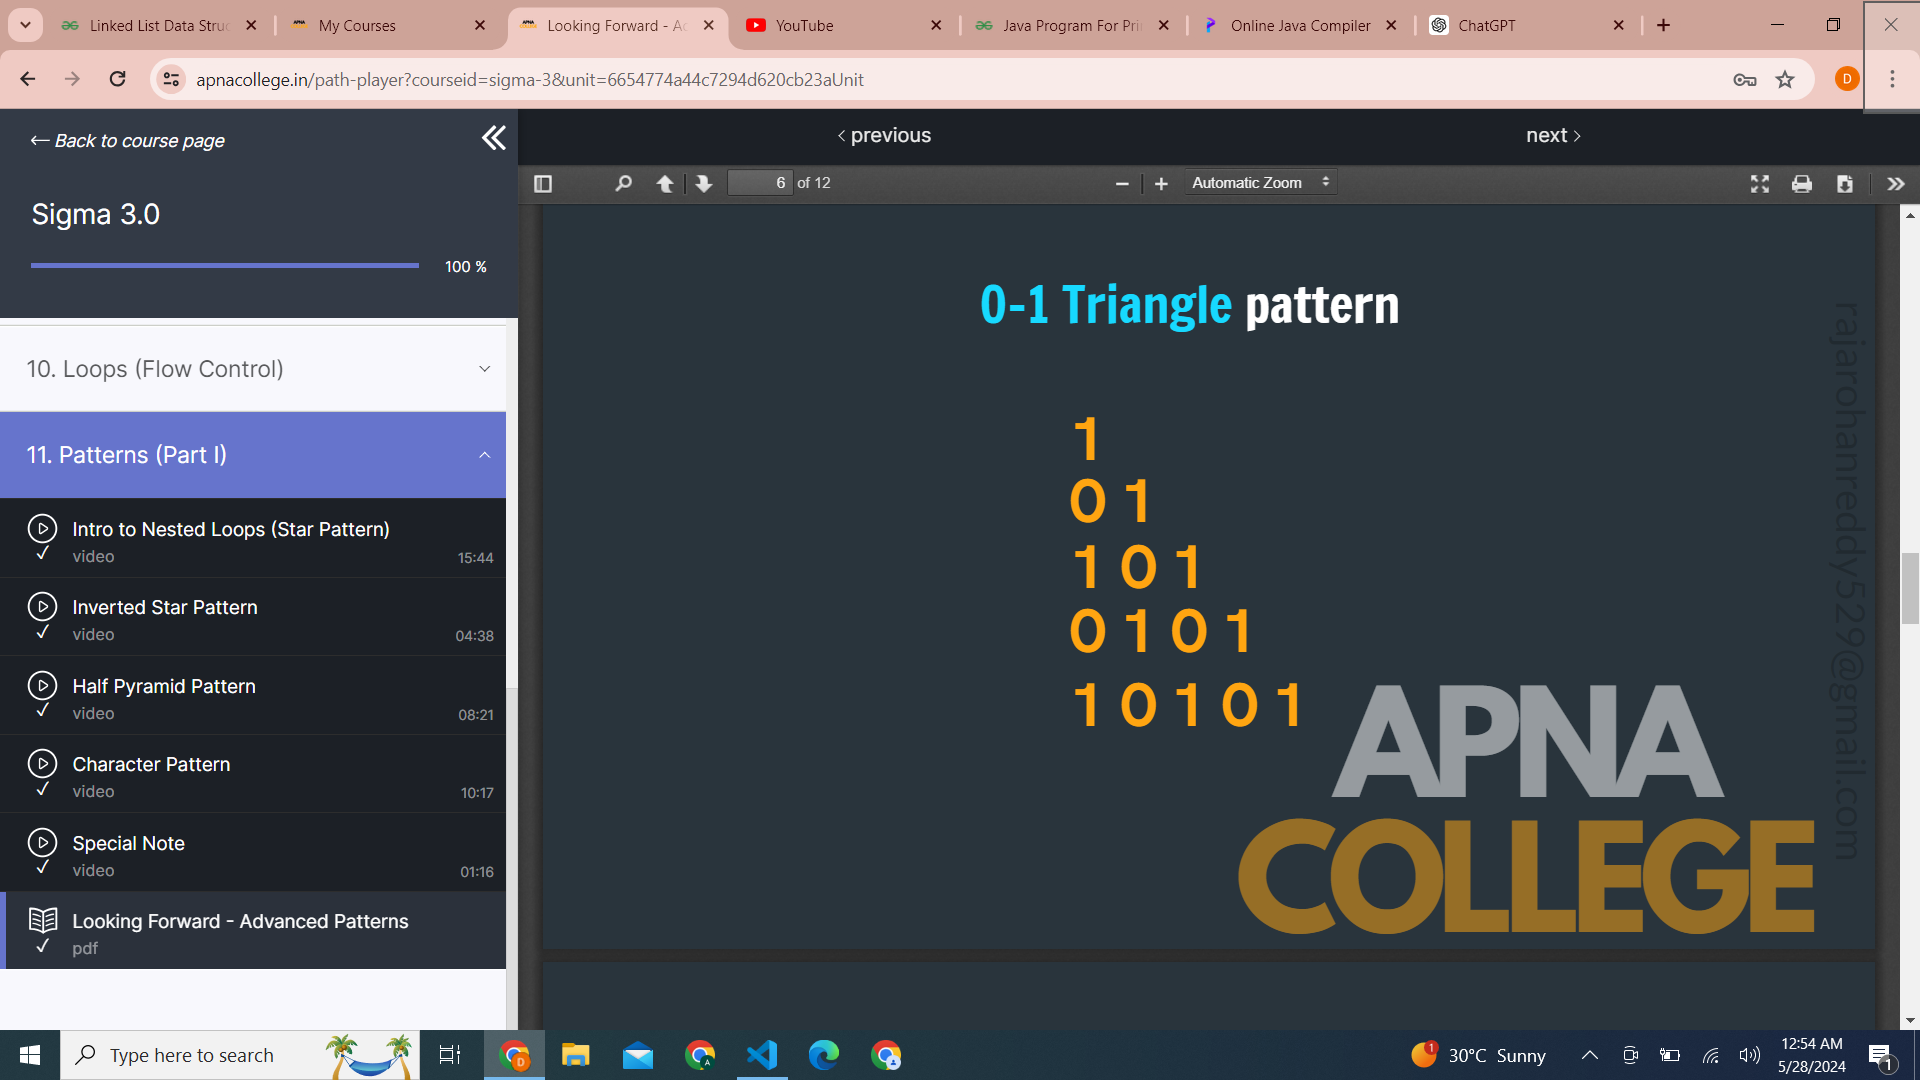 Linked List Data Struc
My Courses
Looking Forward - Ad
YouTube
Java Program For Pri
Online Java Compiler
ChatGPT
apnacollege.in/path-player?courseid=sigma-3&unit=6654774a44c7294d620cb23aUnit
D
← Back to course page
‹ previous
next ›
6 of 12
Automatic Zoom
Sigma 3.0
100 %
10. Loops (Flow Control)
11. Patterns (Part I)
Intro to Nested Loops (Star Pattern)
video
15:44
Inverted Star Pattern
video
04:38
Half Pyramid Pattern
video
08:21
Character Pattern
video
10:17
Special Note
video
01:16
Looking Forward - Advanced Patterns
pdf
0-1 Triangle pattern
1
0 1
1 0 1
0 1 0 1
1 0 1 0 1
APNA
COLLEGE
rajarohanreddy529@gmail.com
Type here to search
D
A
1
30°C Sunny
12:54 AM
5/28/2024
1